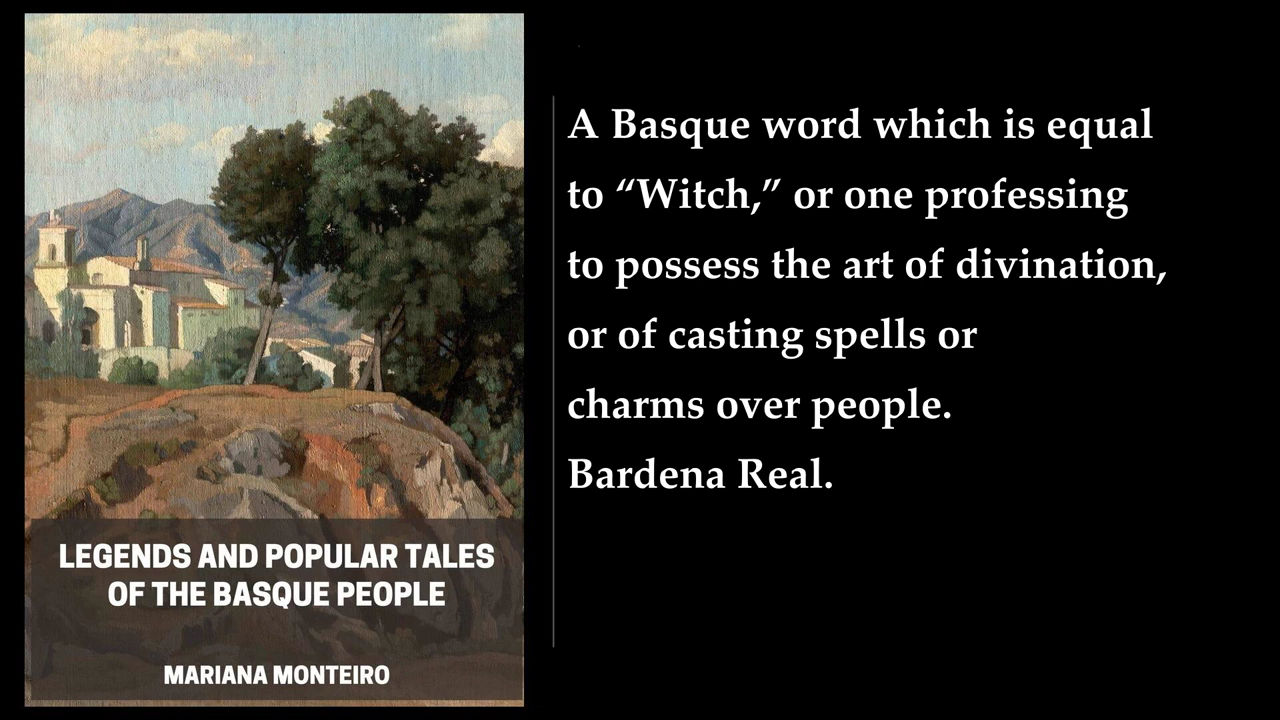 A Basque word which is equal
to “Witch,” or one professing
to possess the art of divination,
or of casting spells or
charms over people.
Bardena Real.
LEGENDS AND POPULAR TALES
OF THE BASQUE PEOPLE
MARIANA MONTEIRO